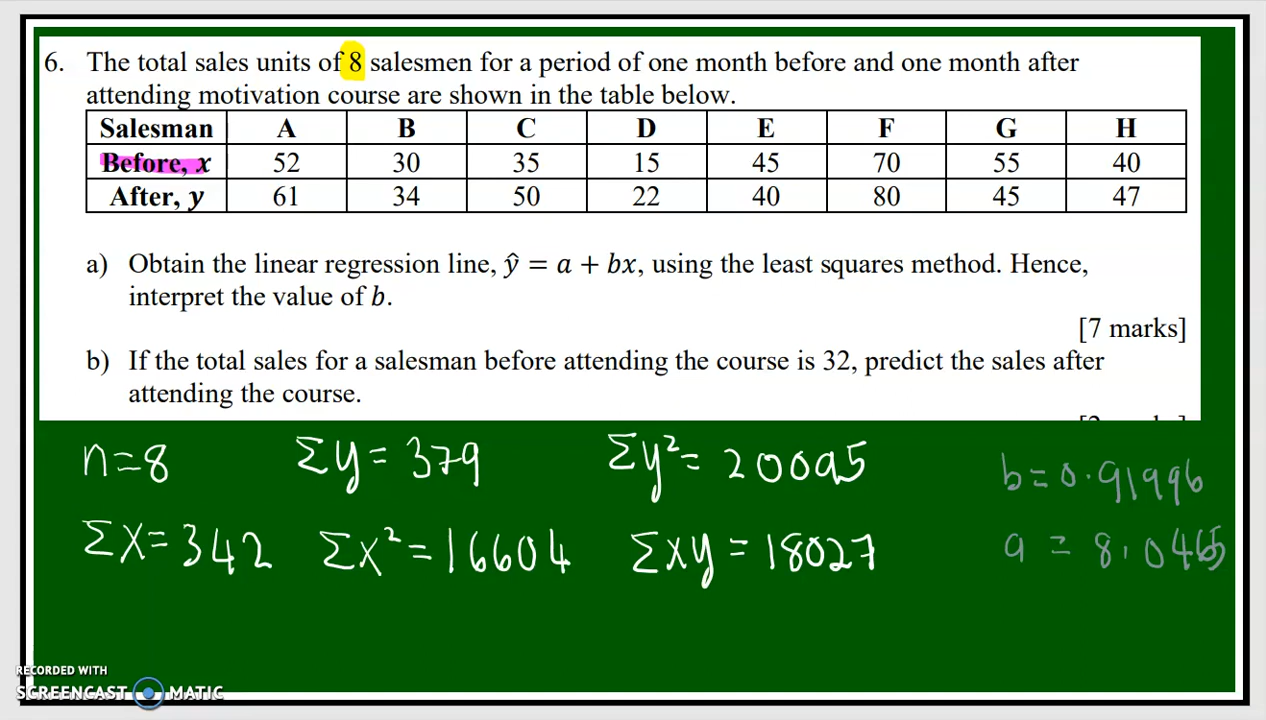 6. The total sales units of 8 salesmen for a period of one month before and one month after
attending motivation course are shown in the table below.
Salesman A B C D E F G H
Before, x 52 30 35 15 45 70 55 40
After, y 61 34 50 22 40 80 45 47
a) Obtain the linear regression line, ŷ = a + bx, using the least squares method. Hence,
interpret the value of b.
[7 marks]
b) If the total sales for a salesman before attending the course is 32, predict the sales after
attending the course.
n=8 Σy= 379 Σy²= 20095 b=0.91996
Σx=342 Σx²=16604 Σxy=18027 a = 8.0465
RECORDED WITH
SCREENCAST MATIC